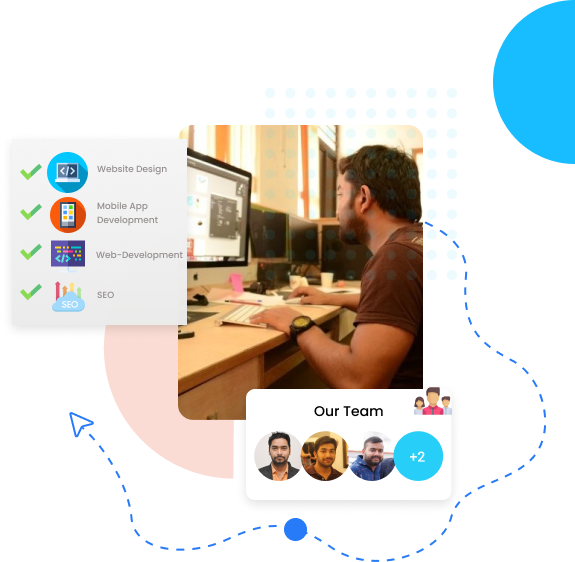 Website Design
Mobile App
Development
Web-Development
SEO
SEO
Our Team
+2